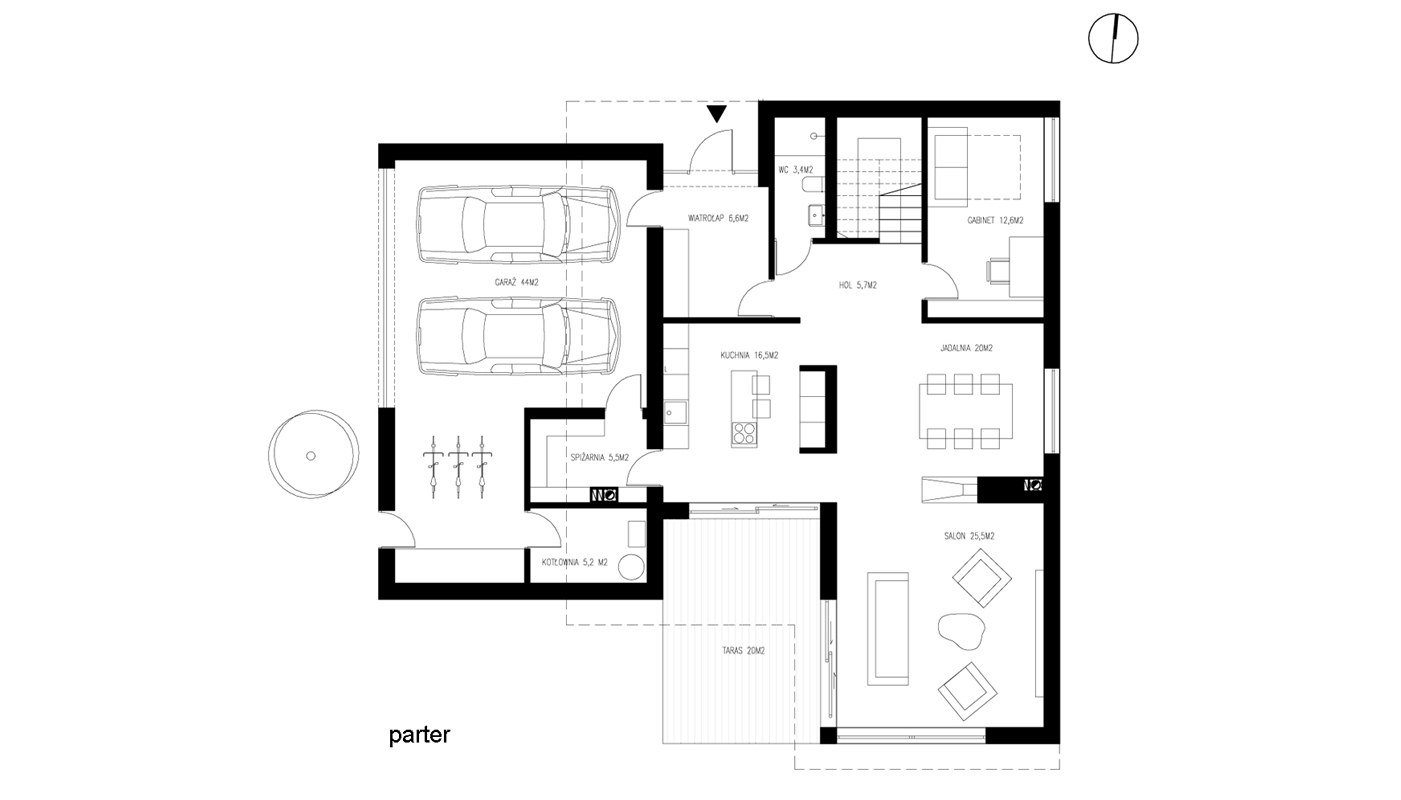 WC 3,4M2
WIATROŁAP 6,6M2
GABINET 12,6M2
GARAŻ 44M2
HOL 5,7M2
KUCHNIA 16,5M2
JADALNIA 20M2
L
SPIŻARNIA 5,5M2
SALON 25,5M2
KOTŁOWNIA 5,2 M2
TARAS 20M2
parter